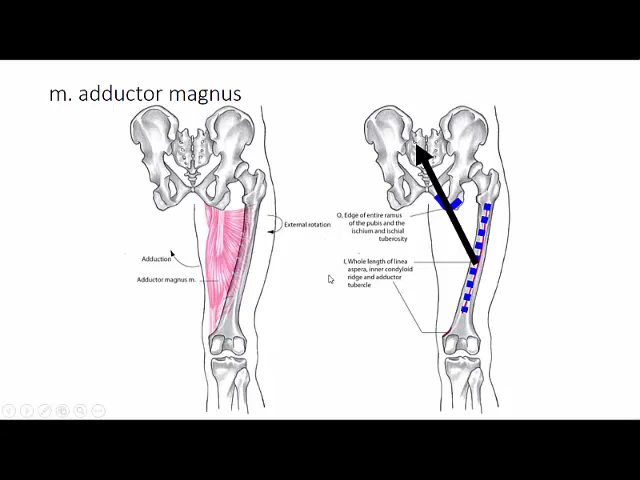 m. adductor magnus
External rotation
Adduction
Adductor magnus m.
O, Edge of entire ramus
of the pubis and the
ischium and ischial
tuberosity
I, Whole length of linea
aspera, inner condyloid
ridge and adductor
tubercle